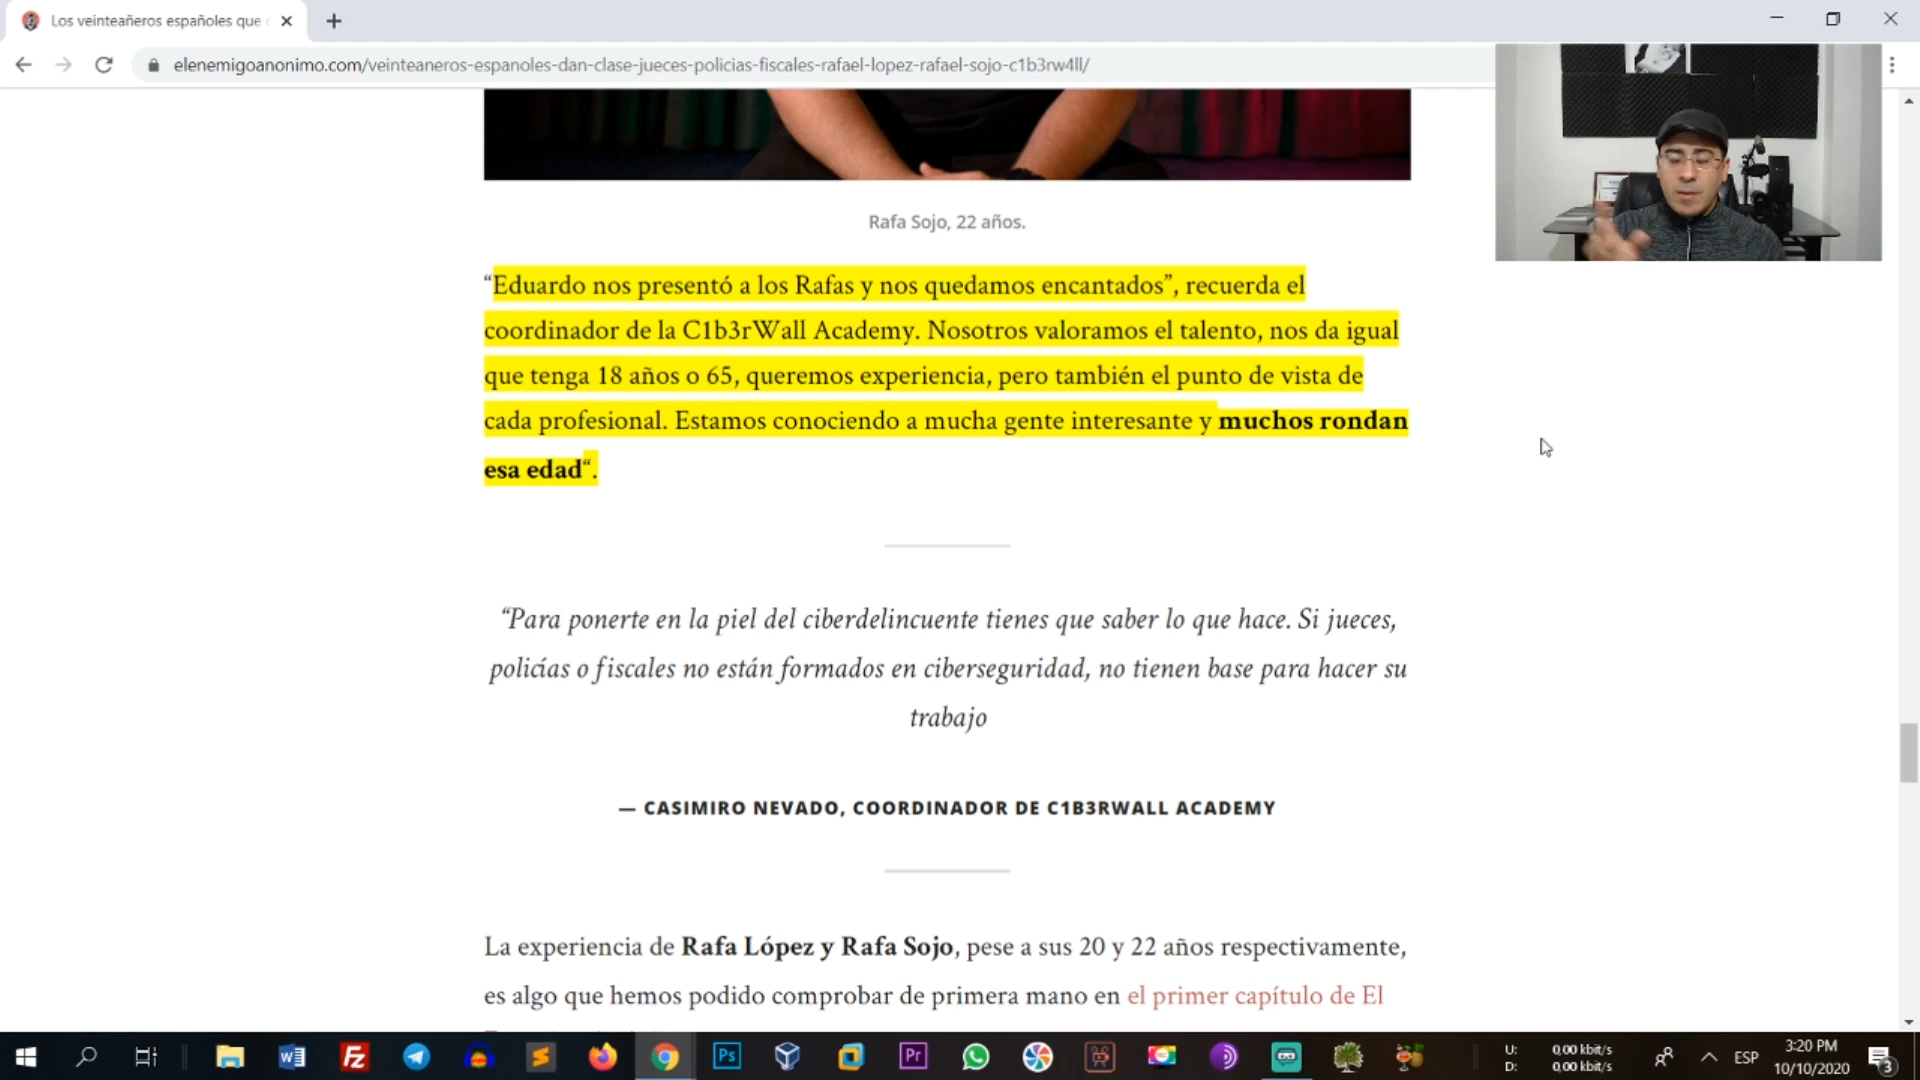 Los veinteañeros españoles que
elenemigoanonimo.com/veinteaneros-espanoles-dan-clase-jueces-policias-fiscales-rafael-lopez-rafael-sojo-c1b3rw4ll/
Rafa Sojo, 22 años.
“Eduardo nos presentó a los Rafas y nos quedamos encantados”, recuerda el
coordinador de la C1b3rWall Academy. Nosotros valoramos el talento, nos da igual
que tenga 18 años o 65, queremos experiencia, pero también el punto de vista de
cada profesional. Estamos conociendo a mucha gente interesante y muchos rondan
esa edad“.
“Para ponerte en la piel del ciberdelincuente tienes que saber lo que hace. Si jueces,
policías o fiscales no están formados en ciberseguridad, no tienen base para hacer su
trabajo
— CASIMIRO NEVADO, COORDINADOR DE C1B3RWALL ACADEMY
La experiencia de Rafa López y Rafa Sojo, pese a sus 20 y 22 años respectivamente,
es algo que hemos podido comprobar de primera mano en el primer capítulo de El
U: 0,00 kbit/s
D: 0,00 kbit/s
ESP
3:20 PM
10/10/2020
3
Ps
Pr